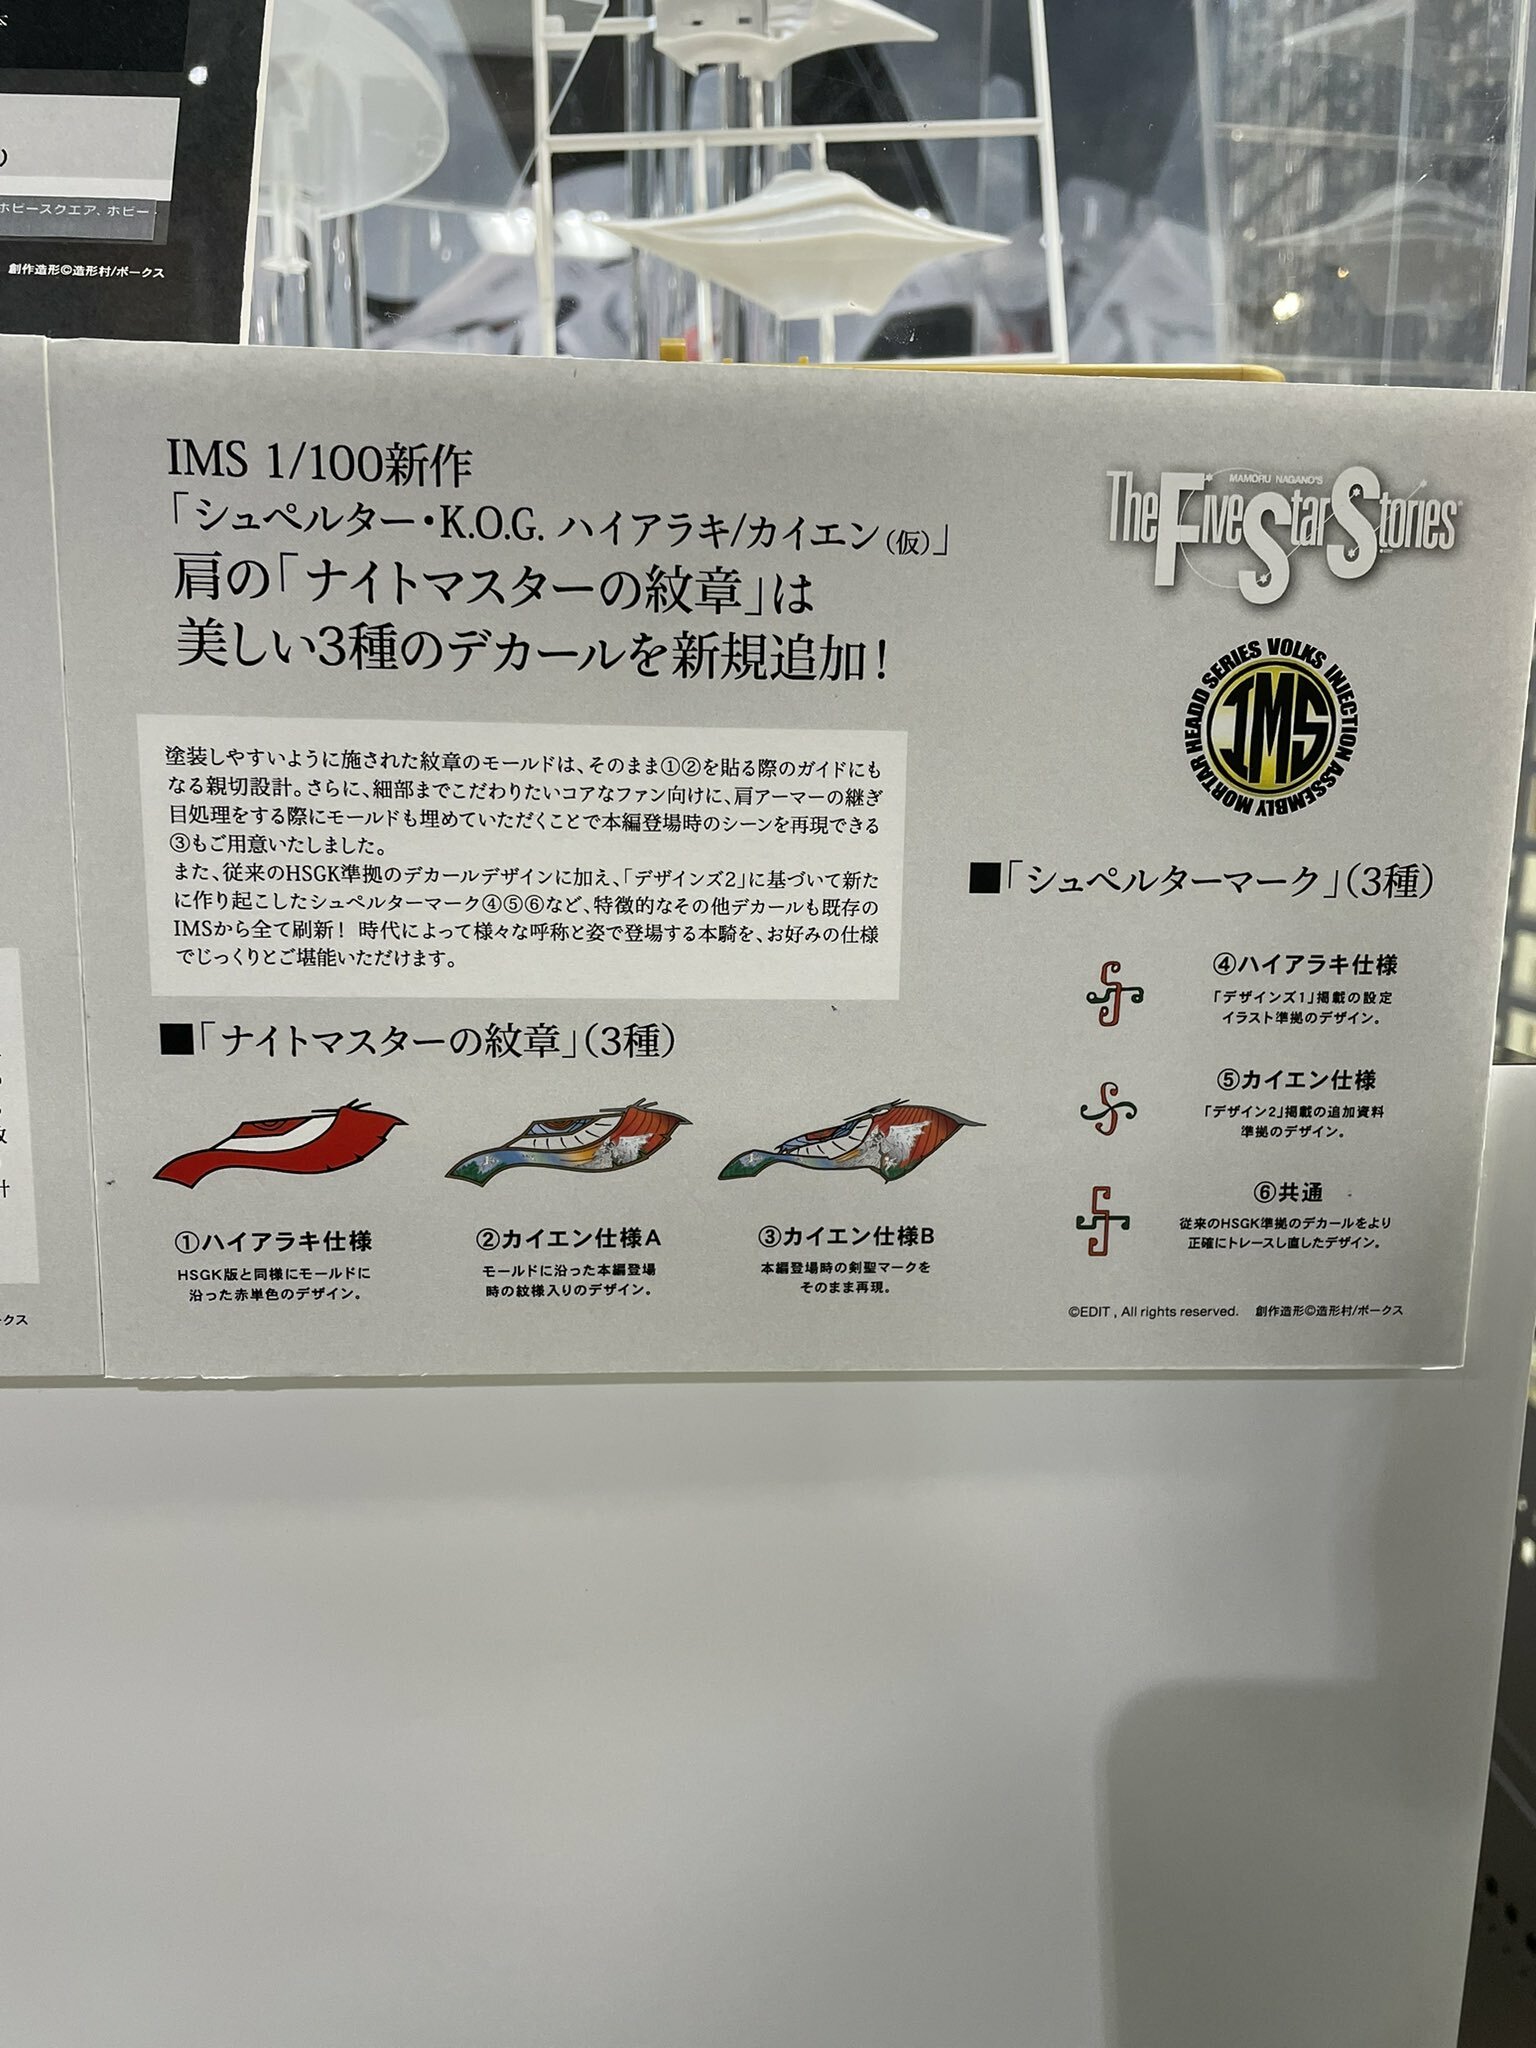 ホビースクエア、ホビー
創作造形©造形村/ボークス
IMS 1/100新作
「シュペルター・K.O.G. ハイアラキ/カイエン(仮)」
肩の「ナイトマスターの紋章」は
美しい3種のデカールを新規追加!
The Five Star Stories
MAMORU NAGANO'S
MORTAR HEADD SERIES VOLKS INJECTION ASSEMBLY
IMS
塗装しやすいように施された紋章のモールドは、そのまま①②を貼る際のガイドにも
なる親切設計。さらに、細部までこだわりたいコアなファン向けに、肩アーマーの継ぎ
目処理をする際にモールドも埋めていただくことで本編登場時のシーンを再現できる
③もご用意いたしました。
また、従来のHSGK準拠のデカールデザインに加え、「デザインズ2」に基づいて新た
に作り起こしたシュペルターマーク④⑤⑥など、特徴的なその他デカールも既存の
IMSから全て刷新! 時代によって様々な呼称と姿で登場する本騎を、お好みの仕様
でじっくりとご堪能いただけます。
■「ナイトマスターの紋章」(3種)
①ハイアラキ仕様
HSGK版と同様にモールドに
沿った赤単色のデザイン。
②カイエン仕様A
モールドに沿った本編登場
時の紋様入りのデザイン。
③カイエン仕様B
本編登場時の剣聖マークを
そのまま再現。
■「シュペルターマーク」(3種)
④ハイアラキ仕様
「デザインズ1」掲載の設定
イラスト準拠のデザイン。
⑤カイエン仕様
「デザイン2」掲載の追加資料
準拠のデザイン。
⑥共通
従来のHSGK準拠のデカールをより
正確にトレースし直したデザイン。
©EDIT , All rights reserved. 創作造形©造形村/ボークス
ークス